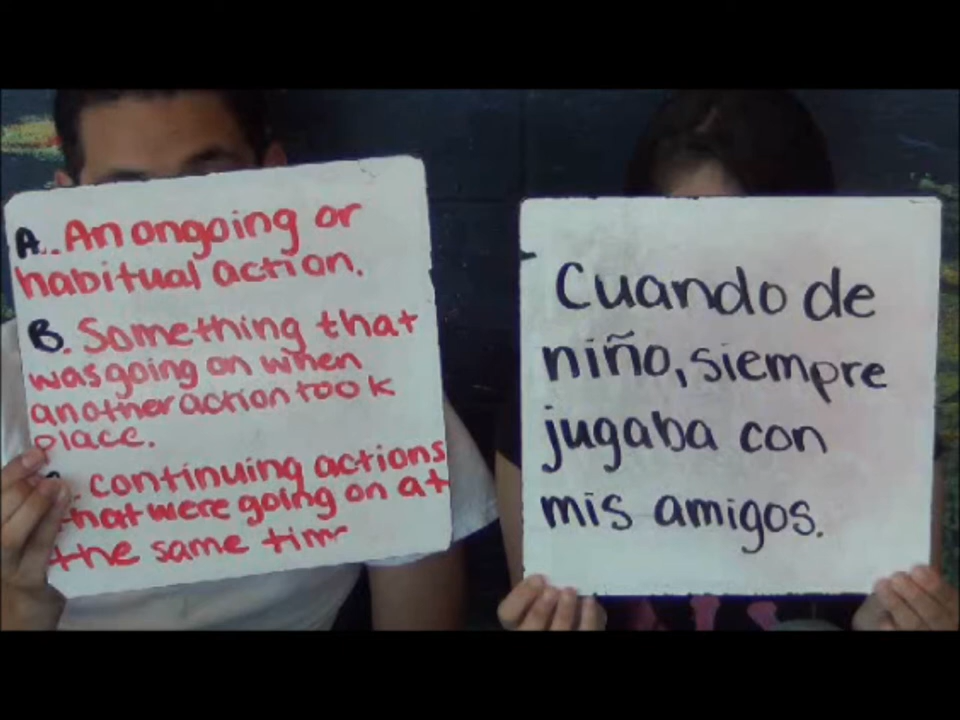 A. An ongoing or
habitual action.
B. Something that
was going on when
another action took
place.
. continuing actions
that were going on at
the same tim
Cuando de
niño, siempre
jugaba con
mis amigos.